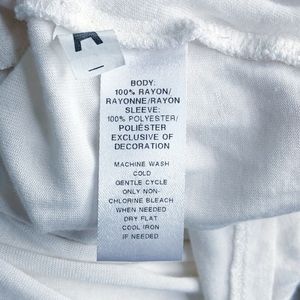 BODY:
100% RAYON/
RAYONNE/RAYON
SLEEVE:
100% POLYESTER/
POLIÉSTER
EXCLUSIVE OF
DECORATION
MACHINE WASH
COLD
GENTLE CYCLE
ONLY NON-
CHLORINE BLEACH
WHEN NEEDED
DRY FLAT
COOL IRON
IF NEEDED